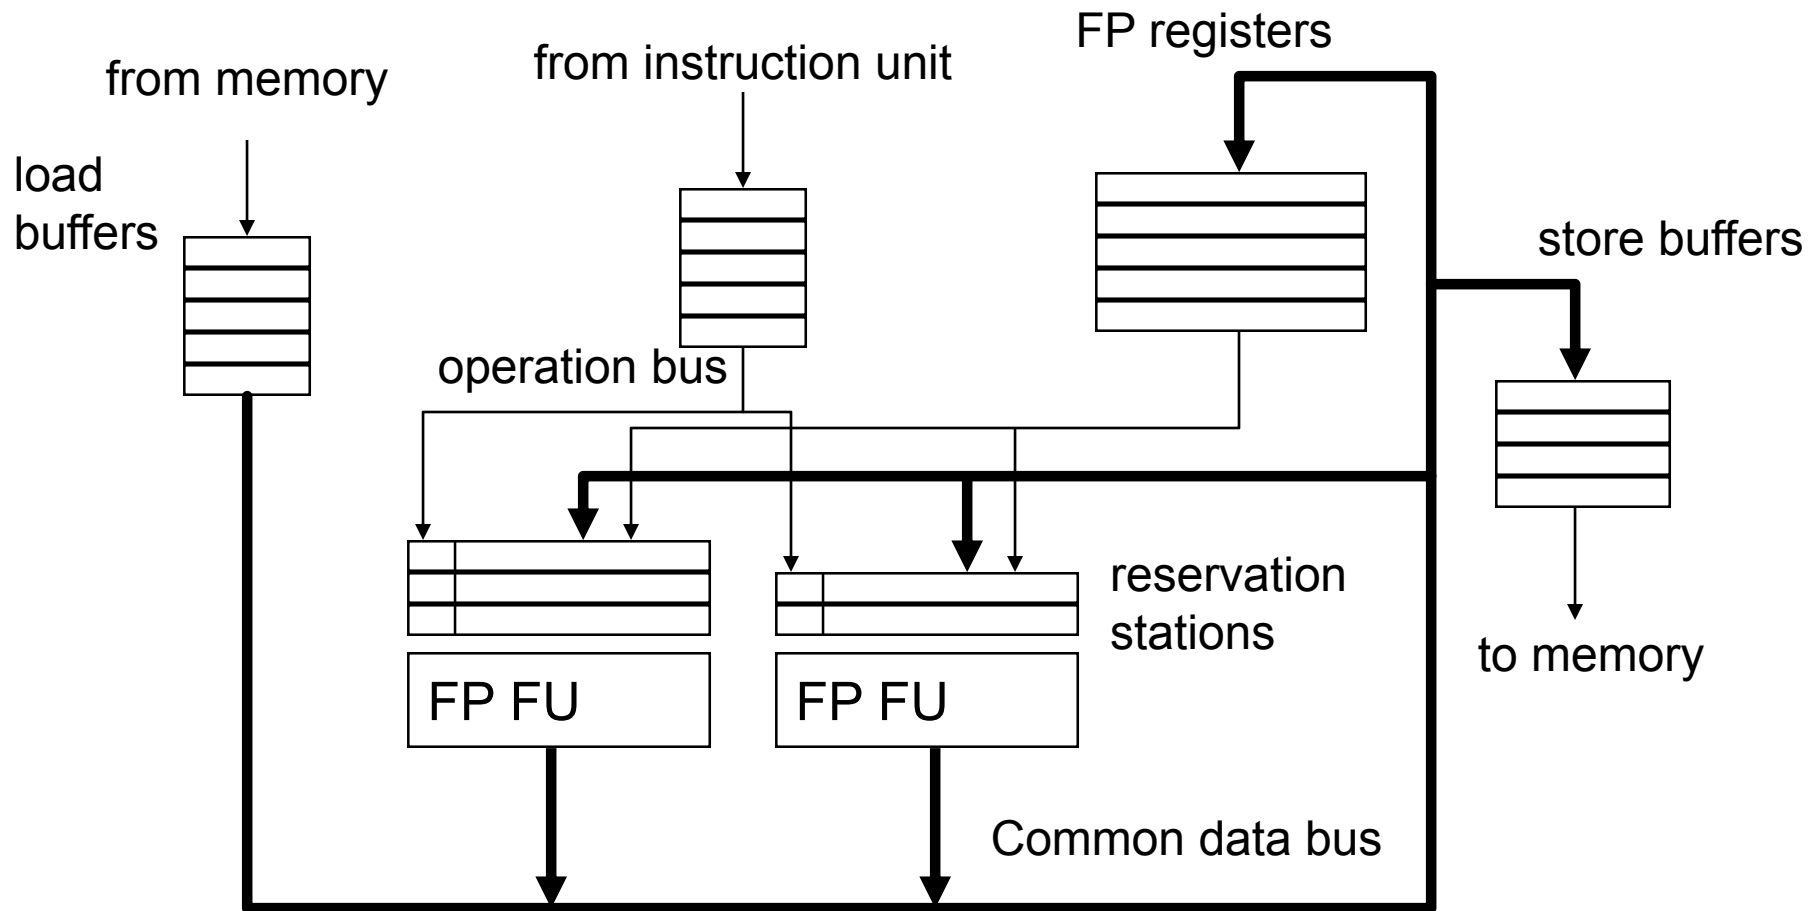 FP registers
from instruction unit
from memory
load
buffers
store buffers
operation bus
reservation
stations
to memory
FP FU
FP FU
Common data bus